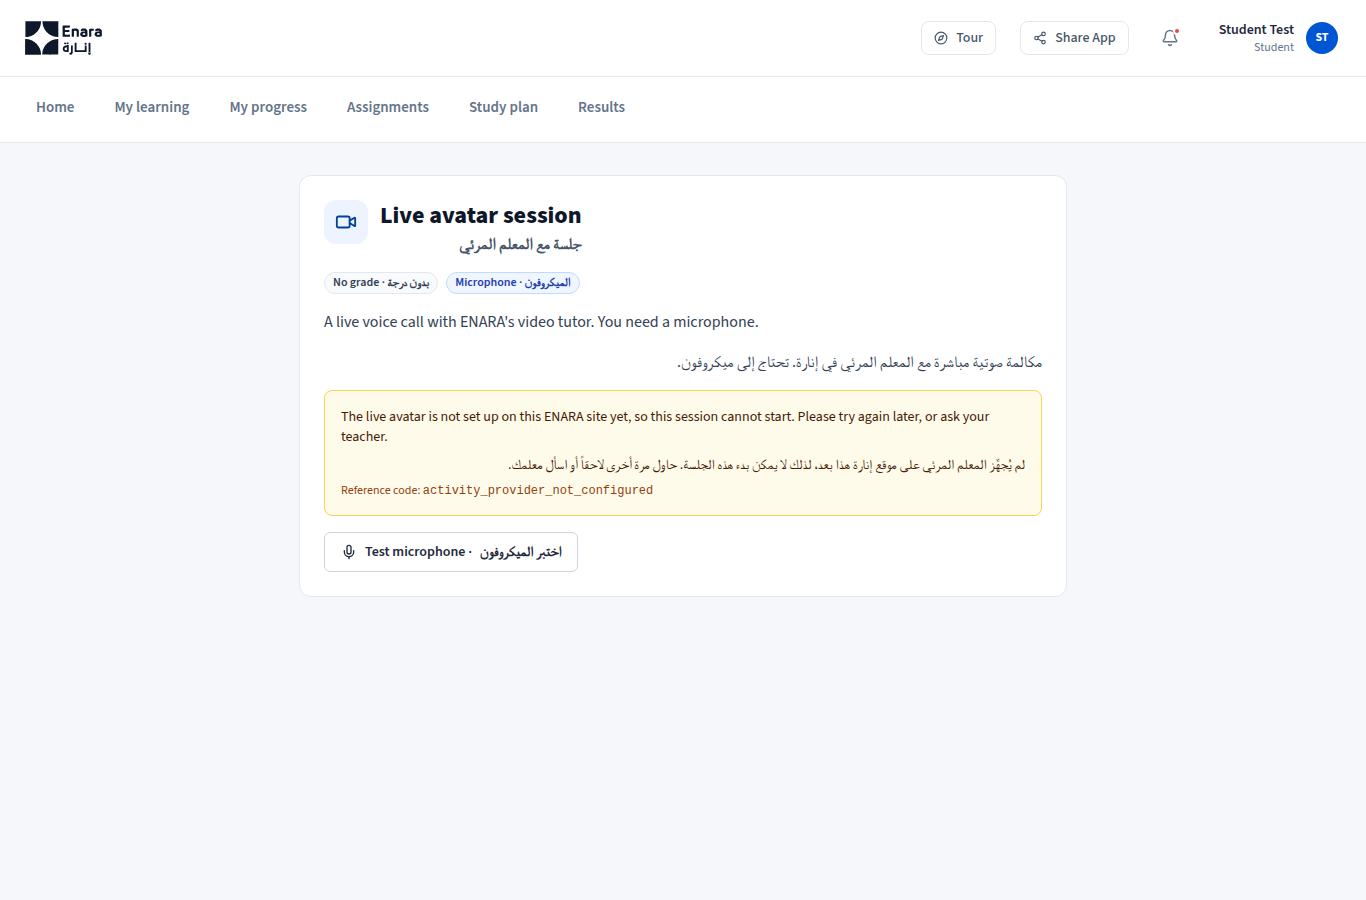 Enara
إنارة
Tour
Share App
Student Test
Student
ST
Home
My learning
My progress
Assignments
Study plan
Results
Live avatar session
جلسة مع المعلم المرئي
No grade · بدون درجة
Microphone · الميكروفون
A live voice call with ENARA's video tutor. You need a microphone.
مكالمة صوتية مباشرة مع المعلم المرئي في إنارة. تحتاج إلى ميكروفون.
The live avatar is not set up on this ENARA site yet, so this session cannot start. Please try again later, or ask your
teacher.
لم يُجهَّز المعلم المرئي على موقع إنارة هذا بعد، لذلك لا يمكن بدء هذه الجلسة. حاول مرة أخرى لاحقاً أو اسأل معلمك.
Reference code: activity_provider_not_configured
Test microphone · اختبر الميكروفون